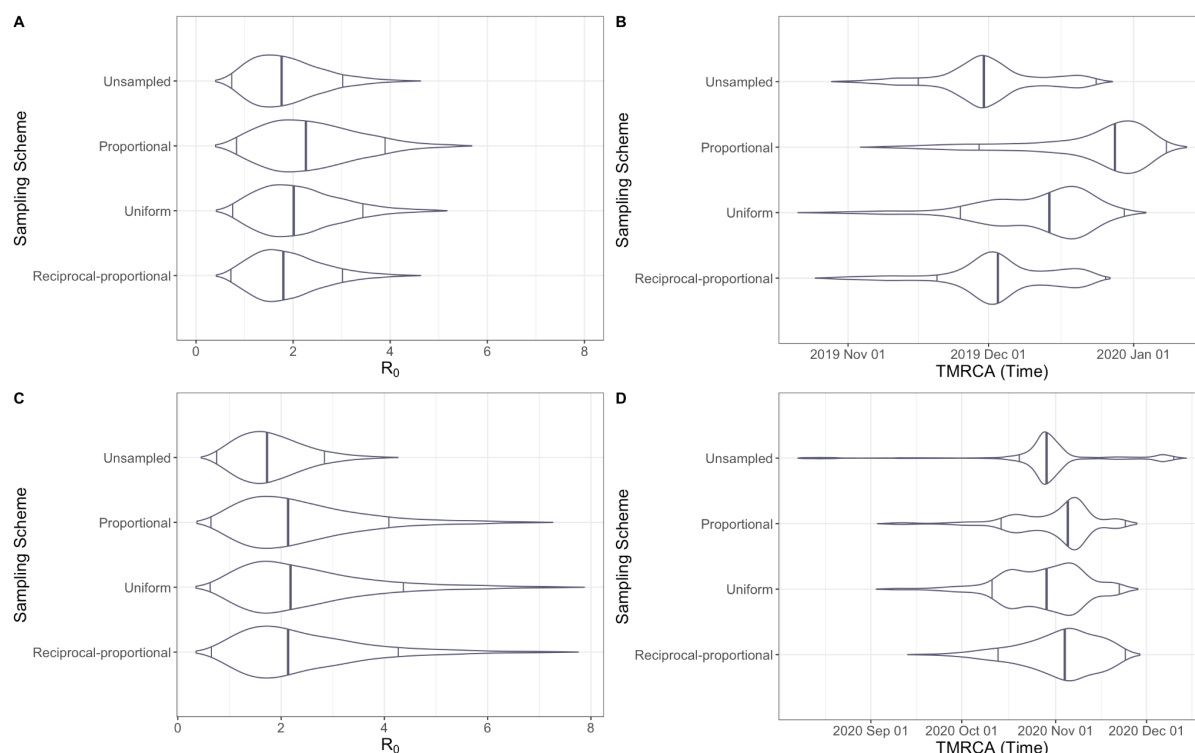 A
Sampling Scheme
Unsampled
Proportional
Uniform
Reciprocal-proportional
0 2 4 6 8
R0
B
Sampling Scheme
Unsampled
Proportional
Uniform
Reciprocal-proportional
2019 Nov 01 2019 Dec 01 2020 Jan 01
TMRCA (Time)
C
Sampling Scheme
Unsampled
Proportional
Uniform
Reciprocal-proportional
0 2 4 6 8
R0
D
Sampling Scheme
Unsampled
Proportional
Uniform
Reciprocal-proportional
2020 Sep 01 2020 Oct 01 2020 Nov 01 2020 Dec 01
TMRCA (Time)